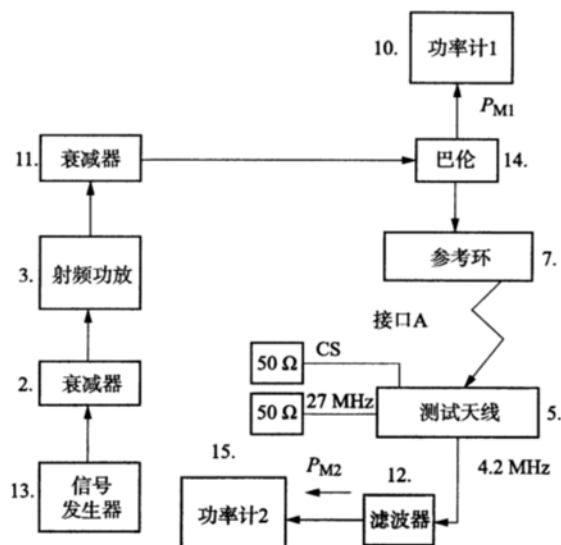 10.
功率计1
P_M1
11.
衰减器
巴伦
14.
3.
射频功放
参考环
7.
接口A
50 Ω
CS
2.
衰减器
50 Ω
27 MHz
测试天线
5.
15.
4.2 MHz
13.
信号
发生器
P_M2
12.
功率计2
滤波器